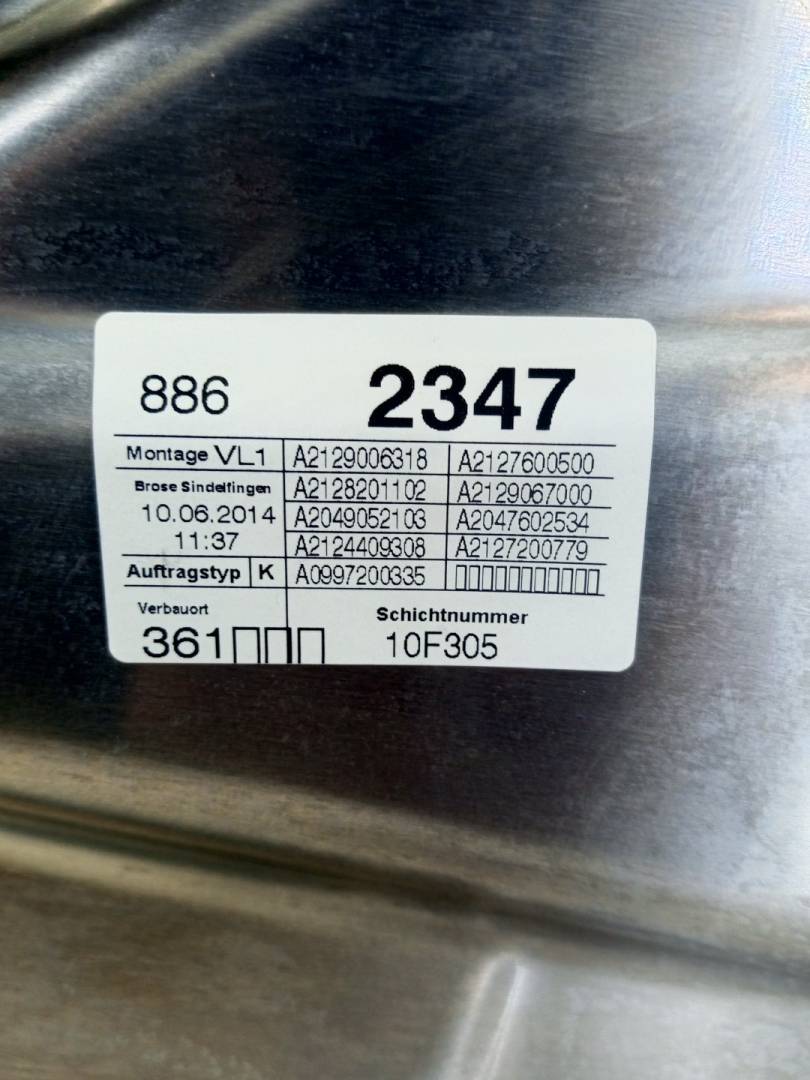 886 2347
Montage VL1 A2129006318 A2127600500
Brose Sindelfingen A2128201102 A2129067000
10.06.2014 A2049052103 A2047602534
11:37 A2124409308 A2127200779
Auftragstyp K A0997200335 ▯▯▯▯▯▯▯▯▯▯▯
Verbauort Schichtnummer
361▯▯▯ 10F305